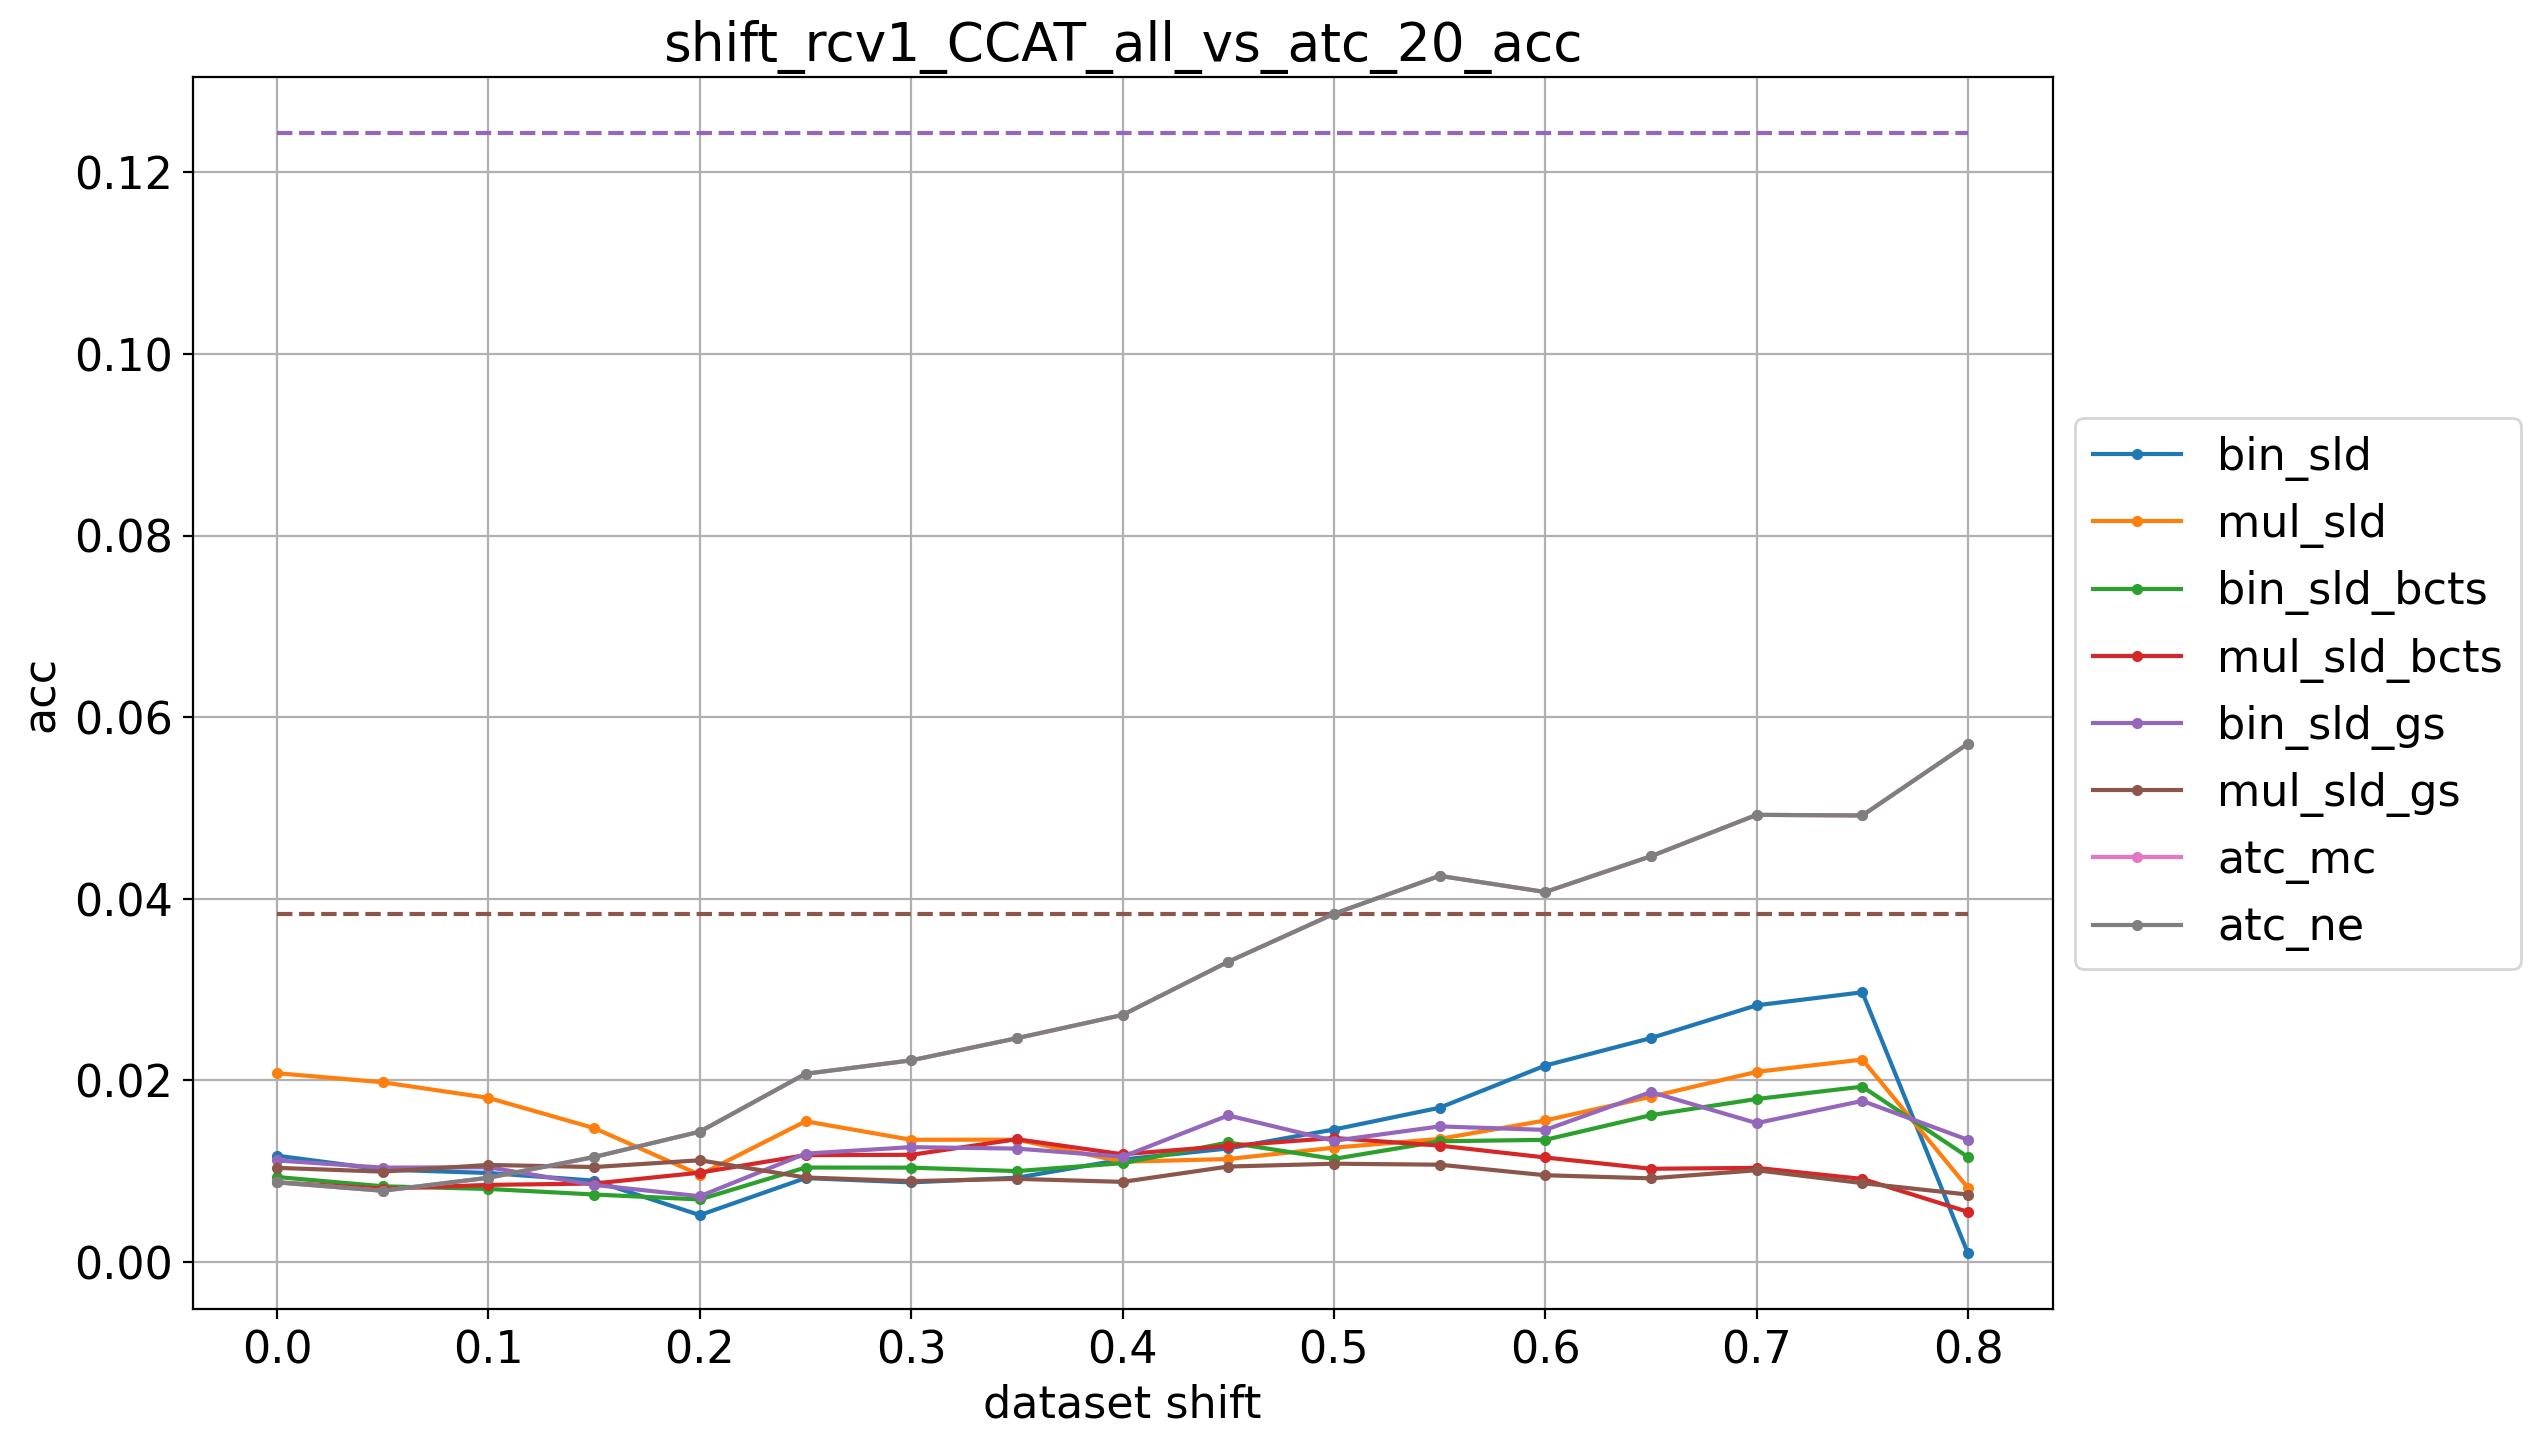 shift_rcv1_CCAT_all_vs_atc_20_acc
0.12
0.10
0.08
0.06
0.04
0.02
0.00
acc
0.0 0.1 0.2 0.3 0.4 0.5 0.6 0.7 0.8
dataset shift
bin_sld
mul_sld
bin_sld_bcts
mul_sld_bcts
bin_sld_gs
mul_sld_gs
atc_mc
atc_ne